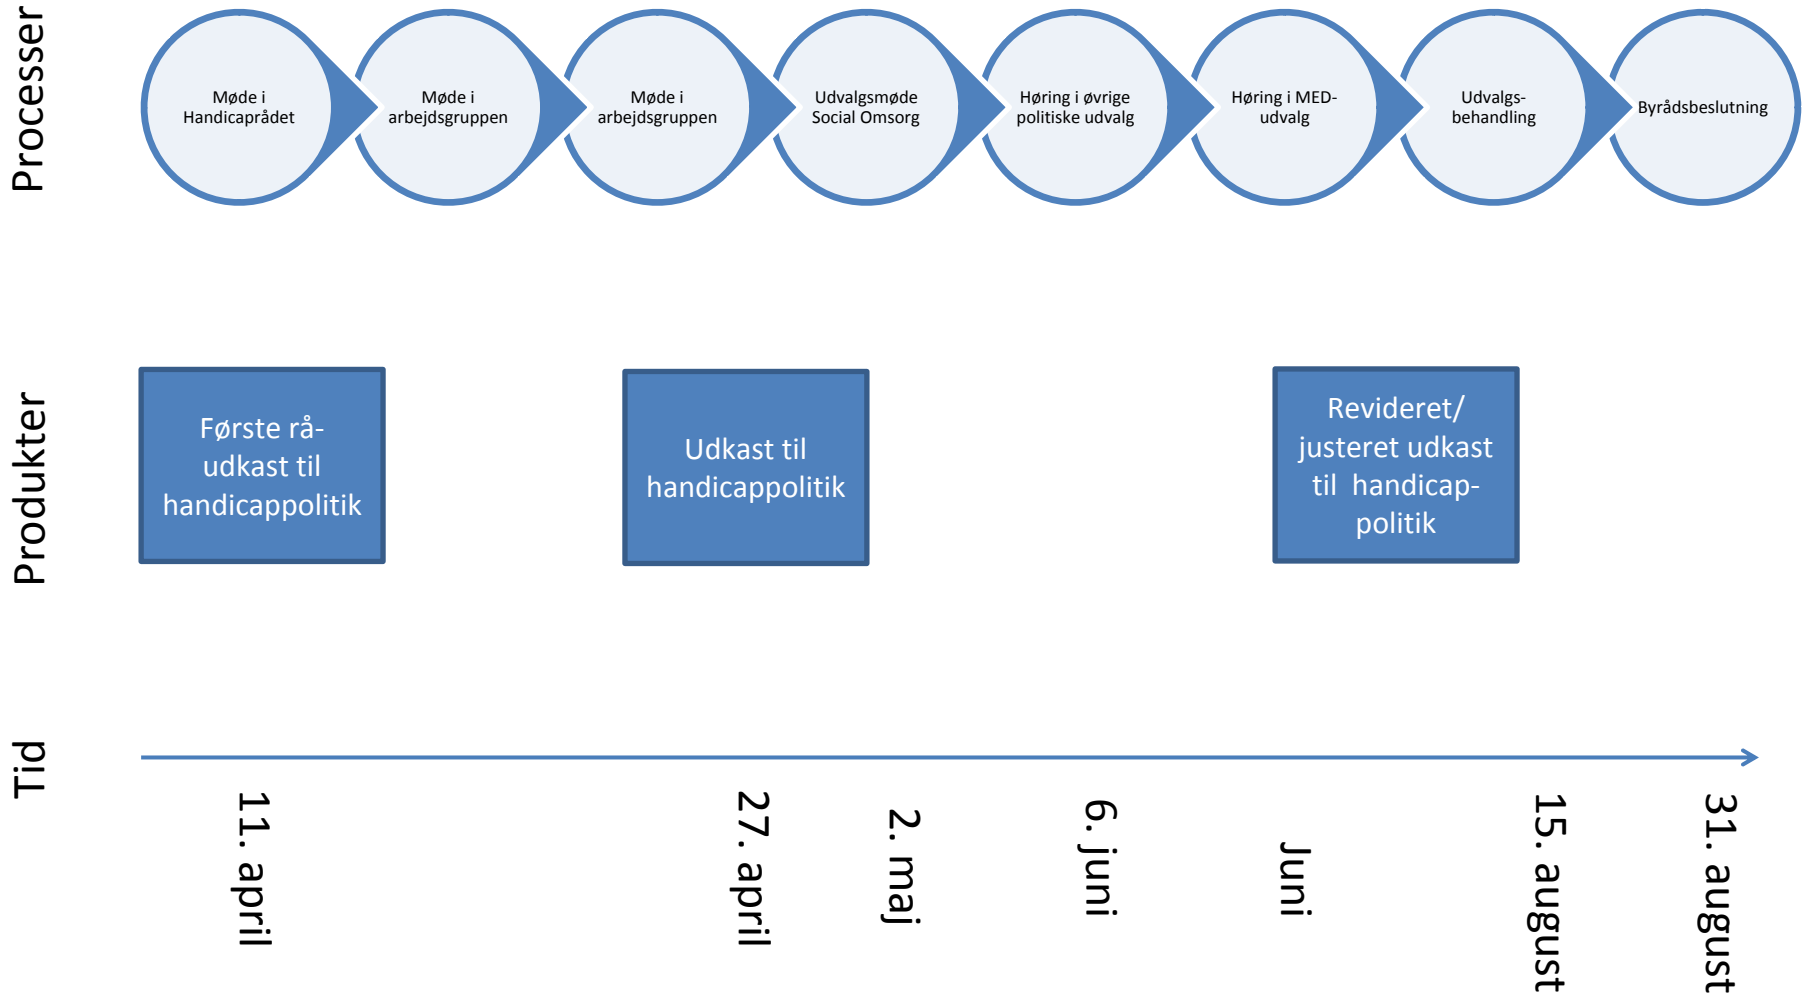 Processer
Møde i
Handicaprådet
Møde i
arbejdsgruppen
Møde i
arbejdsgruppen
Udvalgsmøde
Social Omsorg
Høring i øvrige
politiske udvalg
Høring i MED-
udvalg
Udvalgs-
behandling
Byrådsbeslutning
Produkter
Første rå-
udkast til
handicappolitik
Udkast til
handicappolitik
Revideret/
justeret udkast
til  handicap-
politik
Tid
11. april
27. april
2. maj
6. juni
Juni
15. august
31. august